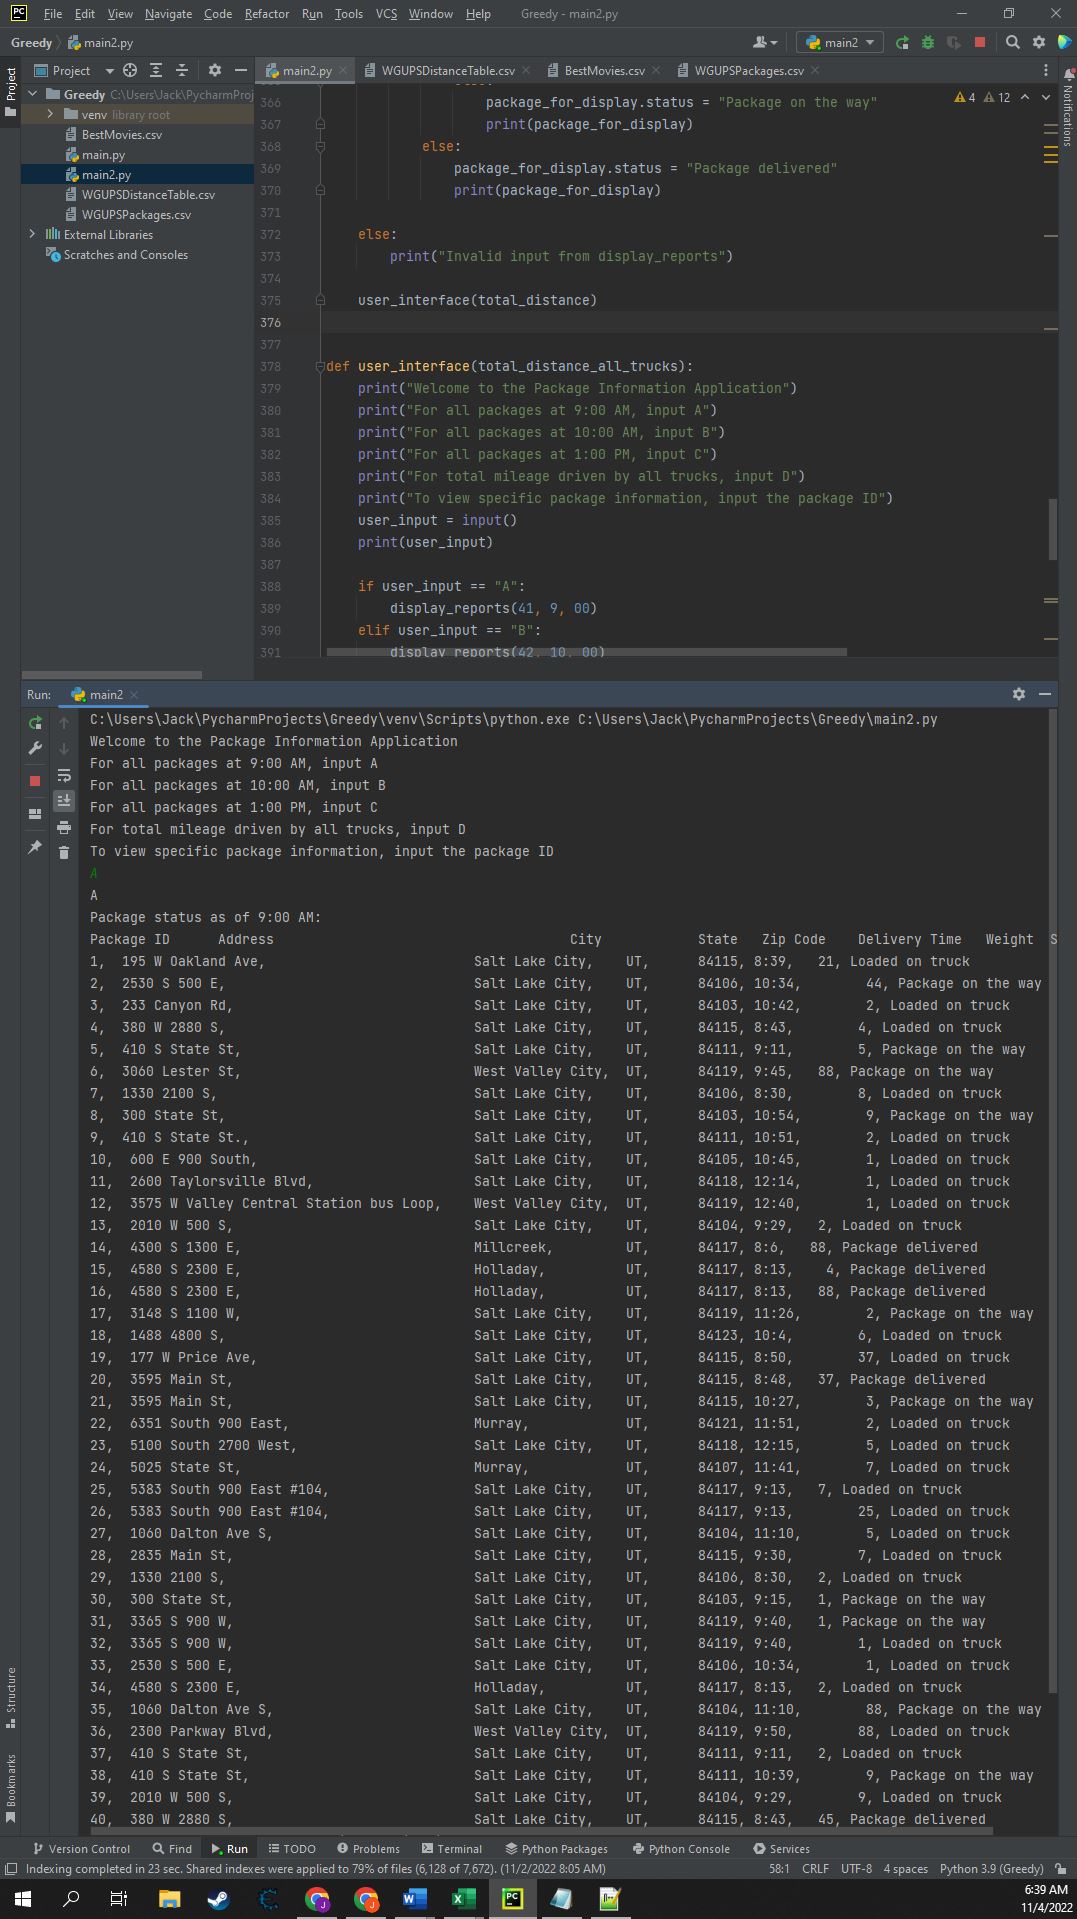 PC File Edit View Navigate Code Refactor Run Tools VCS Window Help Greedy - main2.py
Greedy main2.py main2
Project main2.py WGUPSDistanceTable.csv BestMovies.csv WGUPSPackages.csv
Project
Notifications
Greedy C:\Users\Jack\PycharmProj
venv library root
BestMovies.csv
main.py
main2.py
WGUPSDistanceTable.csv
WGUPSPackages.csv
External Libraries
Scratches and Consoles
4 12
366 package_for_display.status = "Package on the way"
367 print(package_for_display)
368 else:
369 package_for_display.status = "Package delivered"
370 print(package_for_display)
371
372 else:
373 print("Invalid input from display_reports")
374
375 user_interface(total_distance)
376
377
378 def user_interface(total_distance_all_trucks):
379 print("Welcome to the Package Information Application")
380 print("For all packages at 9:00 AM, input A")
381 print("For all packages at 10:00 AM, input B")
382 print("For all packages at 1:00 PM, input C")
383 print("For total mileage driven by all trucks, input D")
384 print("To view specific package information, input the package ID")
385 user_input = input()
386 print(user_input)
387
388 if user_input == "A":
389 display_reports(41, 9, 00)
390 elif user_input == "B":
391 display_reports(42, 10, 00)
Run: main2
C:\Users\Jack\PycharmProjects\Greedy\venv\Scripts\python.exe C:\Users\Jack\PycharmProjects\Greedy\main2.py
Welcome to the Package Information Application
For all packages at 9:00 AM, input A
For all packages at 10:00 AM, input B
For all packages at 1:00 PM, input C
For total mileage driven by all trucks, input D
To view specific package information, input the package ID
A
A
Package status as of 9:00 AM:
Package ID Address City State Zip Code Delivery Time Weight S
1, 195 W Oakland Ave, Salt Lake City, UT, 84115, 8:39, 21, Loaded on truck
2, 2530 S 500 E, Salt Lake City, UT, 84106, 10:34, 44, Package on the way
3, 233 Canyon Rd, Salt Lake City, UT, 84103, 10:42, 2, Loaded on truck
4, 380 W 2880 S, Salt Lake City, UT, 84115, 8:43, 4, Loaded on truck
5, 410 S State St, Salt Lake City, UT, 84111, 9:11, 5, Package on the way
6, 3060 Lester St, West Valley City, UT, 84119, 9:45, 88, Package on the way
7, 1330 2100 S, Salt Lake City, UT, 84106, 8:30, 8, Loaded on truck
8, 300 State St, Salt Lake City, UT, 84103, 10:54, 9, Package on the way
9, 410 S State St., Salt Lake City, UT, 84111, 10:51, 2, Loaded on truck
10, 600 E 900 South, Salt Lake City, UT, 84105, 10:45, 1, Loaded on truck
11, 2600 Taylorsville Blvd, Salt Lake City, UT, 84118, 12:14, 1, Loaded on truck
12, 3575 W Valley Central Station bus Loop, West Valley City, UT, 84119, 12:40, 1, Loaded on truck
13, 2010 W 500 S, Salt Lake City, UT, 84104, 9:29, 2, Loaded on truck
14, 4300 S 1300 E, Millcreek, UT, 84117, 8:6, 88, Package delivered
15, 4580 S 2300 E, Holladay, UT, 84117, 8:13, 4, Package delivered
16, 4580 S 2300 E, Holladay, UT, 84117, 8:13, 88, Package delivered
17, 3148 S 1100 W, Salt Lake City, UT, 84119, 11:26, 2, Package on the way
18, 1488 4800 S, Salt Lake City, UT, 84123, 10:4, 6, Loaded on truck
19, 177 W Price Ave, Salt Lake City, UT, 84115, 8:50, 37, Loaded on truck
20, 3595 Main St, Salt Lake City, UT, 84115, 8:48, 37, Package delivered
21, 3595 Main St, Salt Lake City, UT, 84115, 10:27, 3, Package on the way
22, 6351 South 900 East, Murray, UT, 84121, 11:51, 2, Loaded on truck
23, 5100 South 2700 West, Salt Lake City, UT, 84118, 12:15, 5, Loaded on truck
24, 5025 State St, Murray, UT, 84107, 11:41, 7, Loaded on truck
25, 5383 South 900 East #104, Salt Lake City, UT, 84117, 9:13, 7, Loaded on truck
26, 5383 South 900 East #104, Salt Lake City, UT, 84117, 9:13, 25, Loaded on truck
27, 1060 Dalton Ave S, Salt Lake City, UT, 84104, 11:10, 5, Loaded on truck
28, 2835 Main St, Salt Lake City, UT, 84115, 9:30, 7, Loaded on truck
29, 1330 2100 S, Salt Lake City, UT, 84106, 8:30, 2, Loaded on truck
30, 300 State St, Salt Lake City, UT, 84103, 9:15, 1, Package on the way
31, 3365 S 900 W, Salt Lake City, UT, 84119, 9:40, 1, Package on the way
32, 3365 S 900 W, Salt Lake City, UT, 84119, 9:40, 1, Loaded on truck
33, 2530 S 500 E, Salt Lake City, UT, 84106, 10:34, 1, Loaded on truck
34, 4580 S 2300 E, Holladay, UT, 84117, 8:13, 2, Loaded on truck
35, 1060 Dalton Ave S, Salt Lake City, UT, 84104, 11:10, 88, Package on the way
36, 2300 Parkway Blvd, West Valley City, UT, 84119, 9:50, 88, Loaded on truck
37, 410 S State St, Salt Lake City, UT, 84111, 9:11, 2, Loaded on truck
38, 410 S State St, Salt Lake City, UT, 84111, 10:39, 9, Package on the way
39, 2010 W 500 S, Salt Lake City, UT, 84104, 9:29, 9, Loaded on truck
40, 380 W 2880 S, Salt Lake City, UT, 84115, 8:43, 45, Package delivered
Structure
Bookmarks
Version Control Find Run TODO Problems Terminal Python Packages Python Console Services
Indexing completed in 23 sec. Shared indexes were applied to 79% of files (6,128 of 7,672). (11/2/2022 8:05 AM) 58:1 CRLF UTF-8 4 spaces Python 3.9 (Greedy)
6:39 AM
11/4/2022